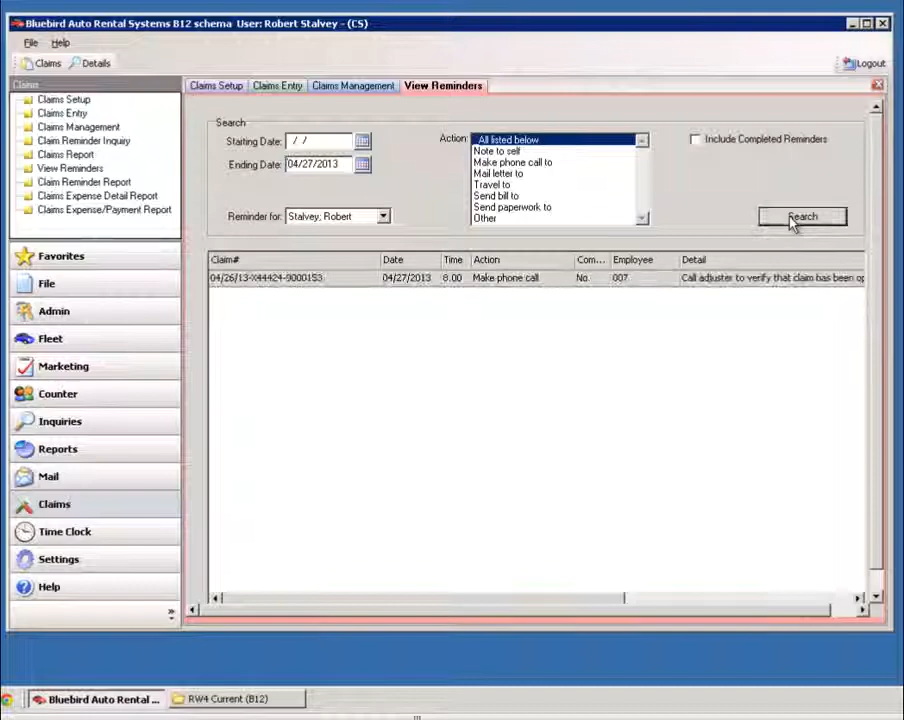 Bluebird Auto Rental Systems B12 schema User: Robert Stalvey - (CS)
File Help
Claims Details Logout
Claims
Claims Setup
Claims Entry
Claims Management
Claim Reminder Inquiry
Claims Report
View Reminders
Claim Reminder Report
Claims Expense Detail Report
Claims Expense/Payment Report
Favorites
File
Admin
Fleet
Marketing
Counter
Inquiries
Reports
Mail
Claims
Time Clock
Settings
Help
Claims Setup Claims Entry Claims Management View Reminders
Search
Starting Date: / /
Ending Date: 04/27/2013
Reminder for: Stalvey; Robert
Action:
All listed below
Note to self
Make phone call to
Mail letter to
Travel to
Send bill to
Send paperwork to
Other
Include Completed Reminders
Search
Claim# Date Time Action Com... Employee Detail
04/26/13-X44424-9000153 04/27/2013 8.00 Make phone call No 007 Call adjuster to verify that claim has been op
Bluebird Auto Rental ... RW4 Current (B12)